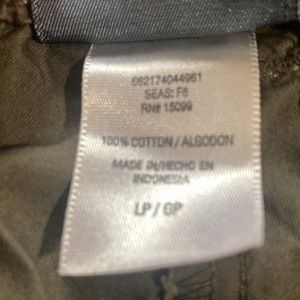 662174044961
SEAS: F8
RN# 15099
100% COTTON / ALGODON
MADE IN/HECHO EN
INDONESIA
LP / GP